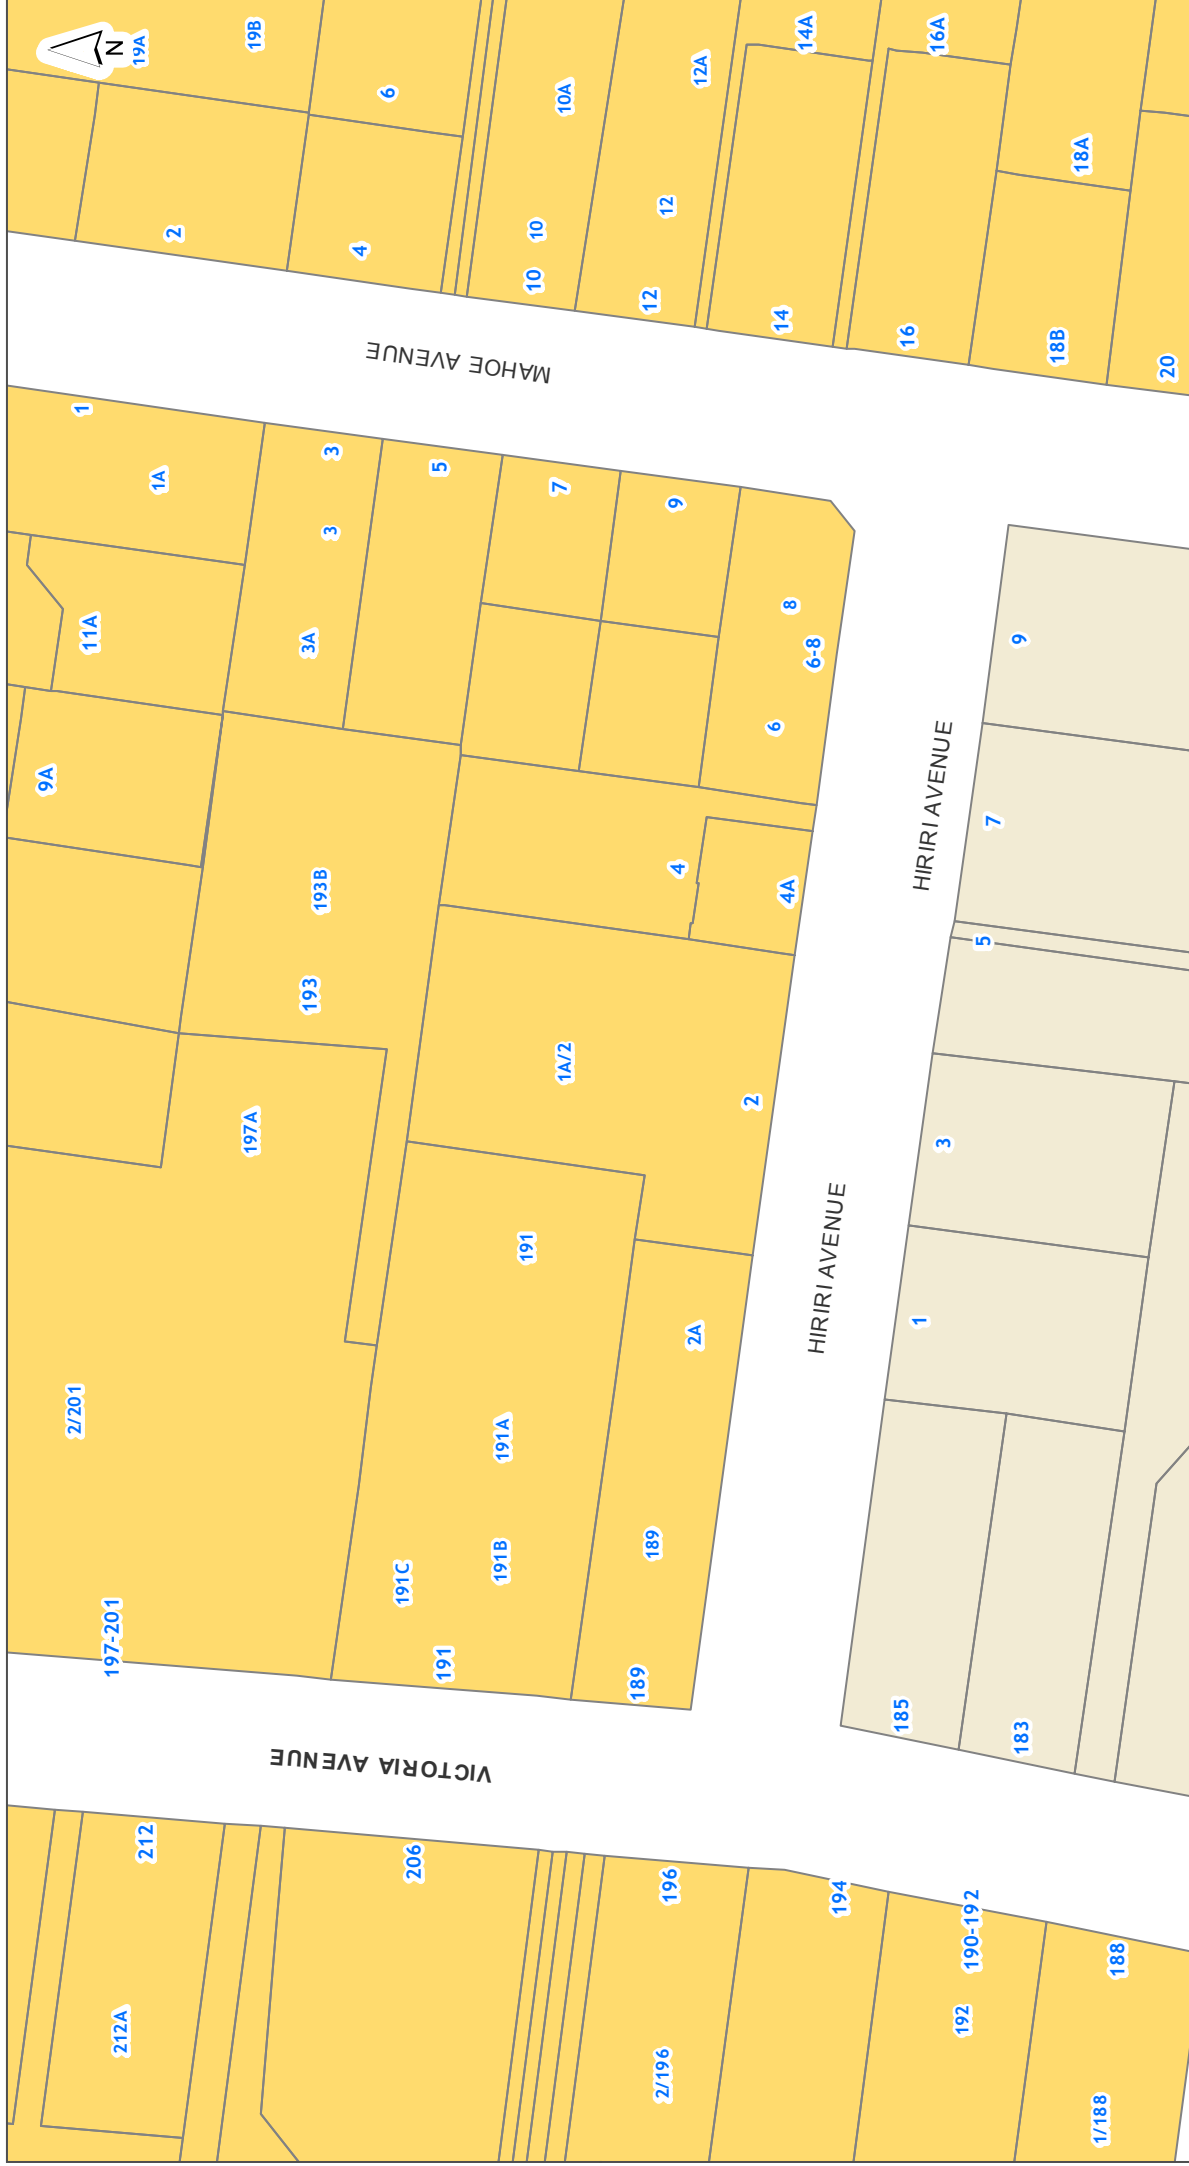 N
19A
19B
6
2
4
10A
10
10
12A
12
12
14A
14
16A
16
18A
18B
20
MAHOE AVENUE
1
1A
3
3
3A
5
7
9
11A
9A
8
6-8
6
193B
193
4
4A
197A
1A/2
2
191
2A
2/201
191A
191B
191C
191
189
189
197-201
HIRIRI AVENUE
HIRIRI AVENUE
9
7
5
3
1
185
183
VICTORIA AVENUE
212
212A
206
196
2/196
194
190-192
192
188
1/188